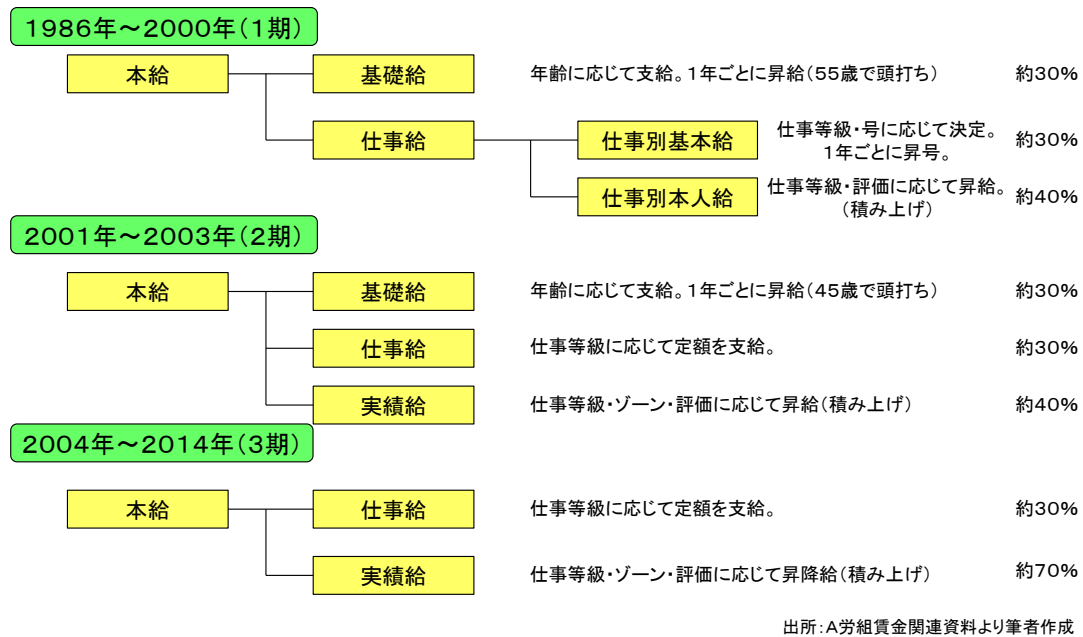 1986年～2000年(1期)
本給
基礎給
年齢に応じて支給。1年ごとに昇給(55歳で頭打ち)
約30%
仕事給
仕事別基本給
仕事等級・号に応じて決定。
1年ごとに昇号。
約30%
仕事別本人給
仕事等級・評価に応じて昇給。
(積み上げ)
約40%
2001年～2003年(2期)
本給
基礎給
年齢に応じて支給。1年ごとに昇給(45歳で頭打ち)
約30%
仕事給
仕事等級に応じて定額を支給。
約30%
実績給
仕事等級・ゾーン・評価に応じて昇給(積み上げ)
約40%
2004年～2014年(3期)
本給
仕事給
仕事等級に応じて定額を支給。
約30%
実績給
仕事等級・ゾーン・評価に応じて昇降給(積み上げ)
約70%
出所:A労組賃金関連資料より筆者作成